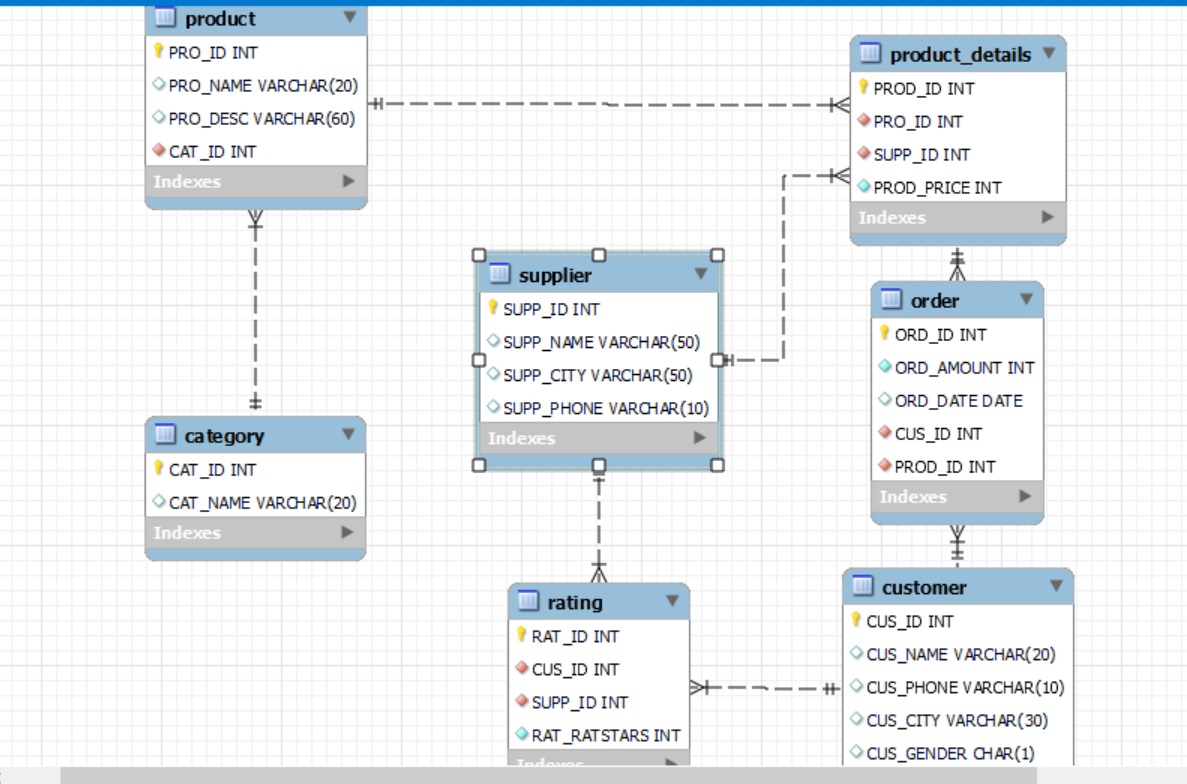 product
PRO_ID INT
PRO_NAME VARCHAR(20)
PRO_DESC VARCHAR(60)
CAT_ID INT
Indexes
product_details
PROD_ID INT
PRO_ID INT
SUPP_ID INT
PROD_PRICE INT
Indexes
supplier
SUPP_ID INT
SUPP_NAME VARCHAR(50)
SUPP_CITY VARCHAR(50)
SUPP_PHONE VARCHAR(10)
Indexes
order
ORD_ID INT
ORD_AMOUNT INT
ORD_DATE DATE
CUS_ID INT
PROD_ID INT
Indexes
category
CAT_ID INT
CAT_NAME VARCHAR(20)
Indexes
rating
RAT_ID INT
CUS_ID INT
SUPP_ID INT
RAT_RATSTARS INT
Indexes
customer
CUS_ID INT
CUS_NAME VARCHAR(20)
CUS_PHONE VARCHAR(10)
CUS_CITY VARCHAR(30)
CUS_GENDER CHAR(1)